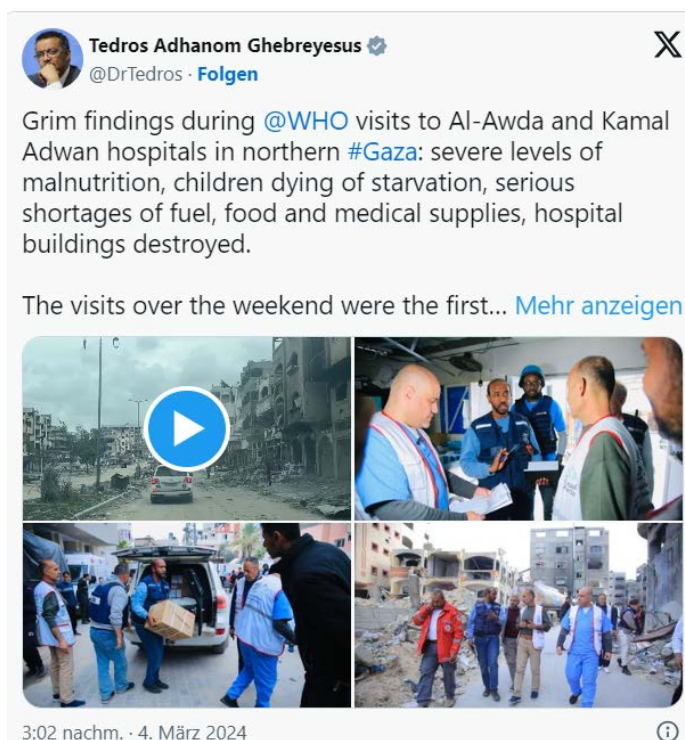 Tedros Adhanom Ghebreyesus
@DrTedros · Folgen
Grim findings during @WHO visits to Al-Awda and Kamal
Adwan hospitals in northern #Gaza: severe levels of
malnutrition, children dying of starvation, serious
shortages of fuel, food and medical supplies, hospital
buildings destroyed.
The visits over the weekend were the first... Mehr anzeigen
3:02 nachm. · 4. März 2024